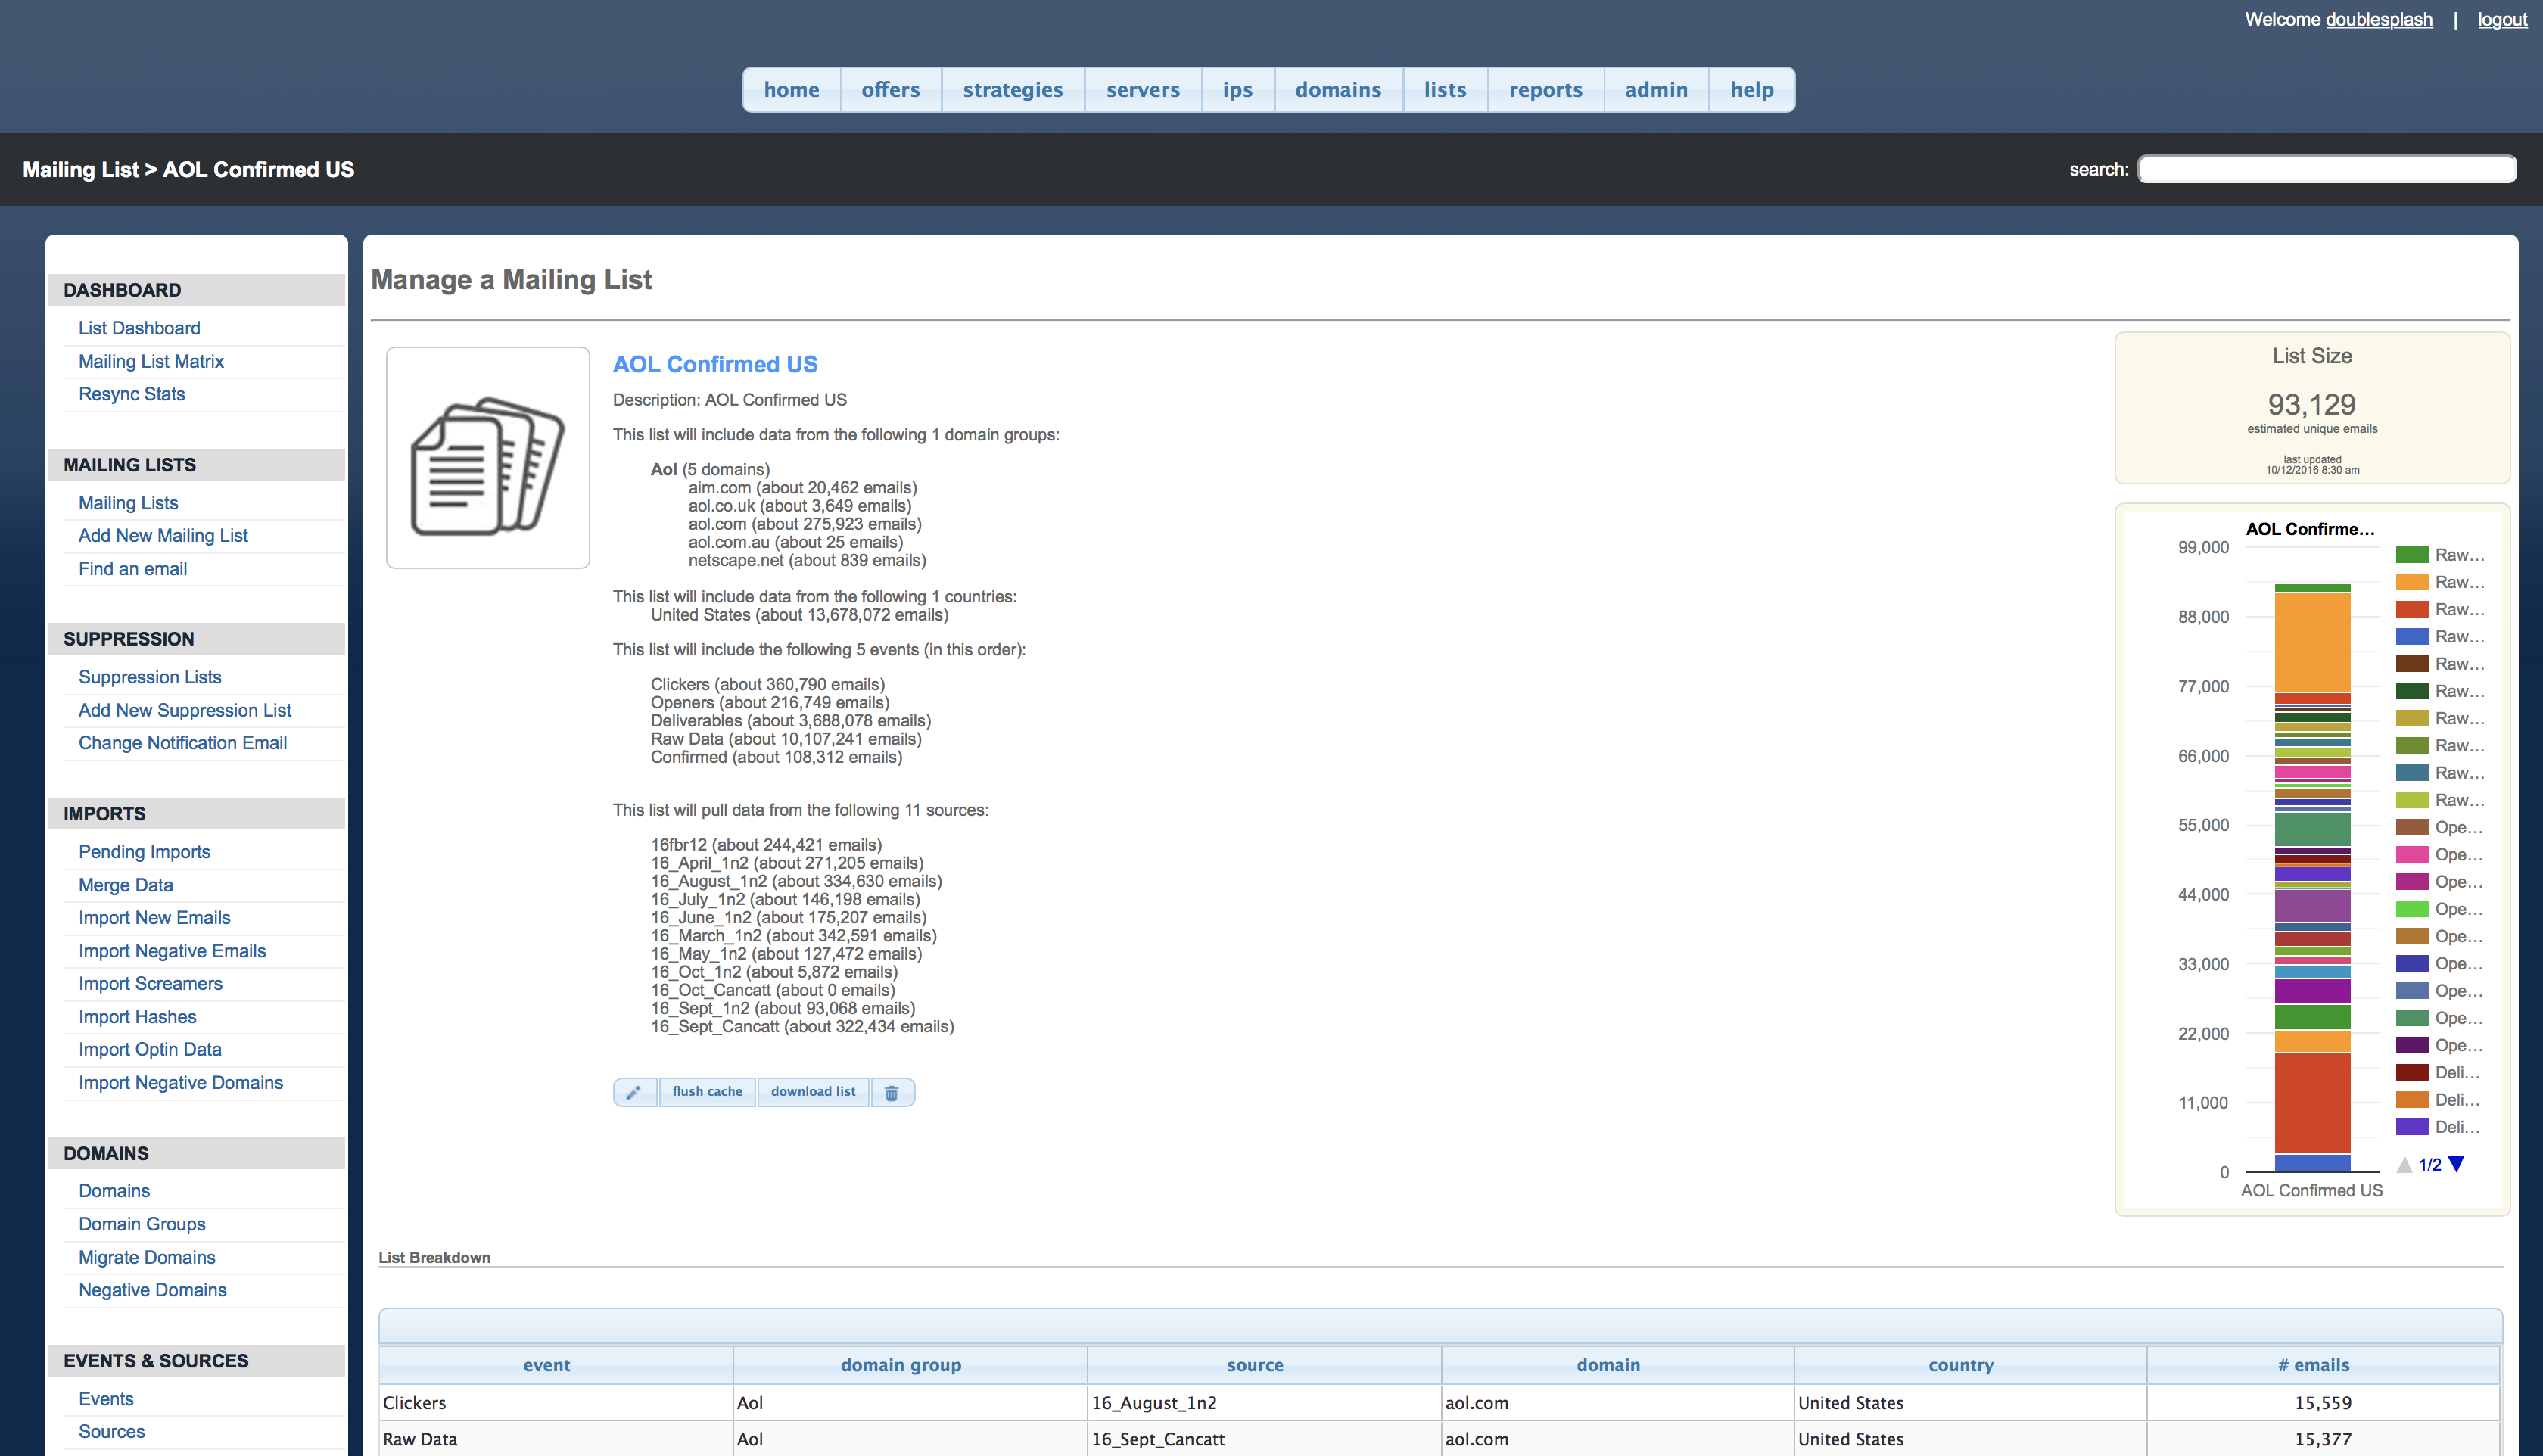 Welcome doublesplash | logout
home offers strategies servers ips domains lists reports admin help
Mailing List > AOL Confirmed US
search:
DASHBOARD
List Dashboard
Mailing List Matrix
Resync Stats
MAILING LISTS
Mailing Lists
Add New Mailing List
Find an email
SUPPRESSION
Suppression Lists
Add New Suppression List
Change Notification Email
IMPORTS
Pending Imports
Merge Data
Import New Emails
Import Negative Emails
Import Screamers
Import Hashes
Import Optin Data
Import Negative Domains
DOMAINS
Domains
Domain Groups
Migrate Domains
Negative Domains
EVENTS & SOURCES
Events
Sources
Manage a Mailing List
AOL Confirmed US
Description: AOL Confirmed US
This list will include data from the following 1 domain groups:
Aol (5 domains)
aim.com (about 20,462 emails)
aol.co.uk (about 3,649 emails)
aol.com (about 275,923 emails)
aol.com.au (about 25 emails)
netscape.net (about 839 emails)
This list will include data from the following 1 countries:
United States (about 13,678,072 emails)
This list will include the following 5 events (in this order):
Clickers (about 360,790 emails)
Openers (about 216,749 emails)
Deliverables (about 3,688,078 emails)
Raw Data (about 10,107,241 emails)
Confirmed (about 108,312 emails)
This list will pull data from the following 11 sources:
16fbr12 (about 244,421 emails)
16_April_1n2 (about 271,205 emails)
16_August_1n2 (about 334,630 emails)
16_July_1n2 (about 146,198 emails)
16_June_1n2 (about 175,207 emails)
16_March_1n2 (about 342,591 emails)
16_May_1n2 (about 127,472 emails)
16_Oct_1n2 (about 5,872 emails)
16_Oct_Cancatt (about 0 emails)
16_Sept_1n2 (about 93,068 emails)
16_Sept_Cancatt (about 322,434 emails)
flush cache download list
List Size
93,129
estimated unique emails
last updated
10/12/2016 8:30 am
AOL Confirme...
99,000
88,000
77,000
66,000
55,000
44,000
33,000
22,000
11,000
0
AOL Confirmed US
Raw...
Raw...
Raw...
Raw...
Raw...
Raw...
Raw...
Raw...
Raw...
Raw...
Ope...
Ope...
Ope...
Ope...
Ope...
Ope...
Ope...
Ope...
Ope...
Deli...
Deli...
Deli...
1/2
List Breakdown
event domain group source domain country # emails
Clickers Aol 16_August_1n2 aol.com United States 15,559
Raw Data Aol 16_Sept_Cancatt aol.com United States 15,377